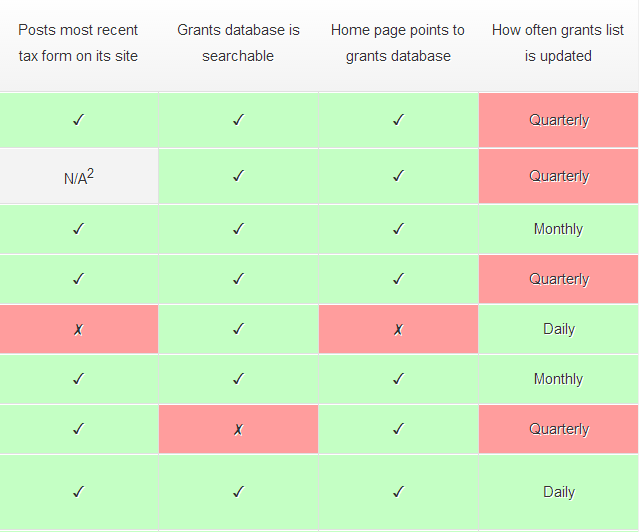 Posts most recent tax form on its site	Grants database is searchable	Home page points to grants database	How often grants list is updated
✓	✓	✓	Quarterly
N/A2	✓	✓	Quarterly
✓	✓	✓	Monthly
✓	✓	✓	Quarterly
✗	✓	✗	Daily
✓	✓	✓	Monthly
✓	✗	✓	Quarterly
✓	✓	✓	Daily